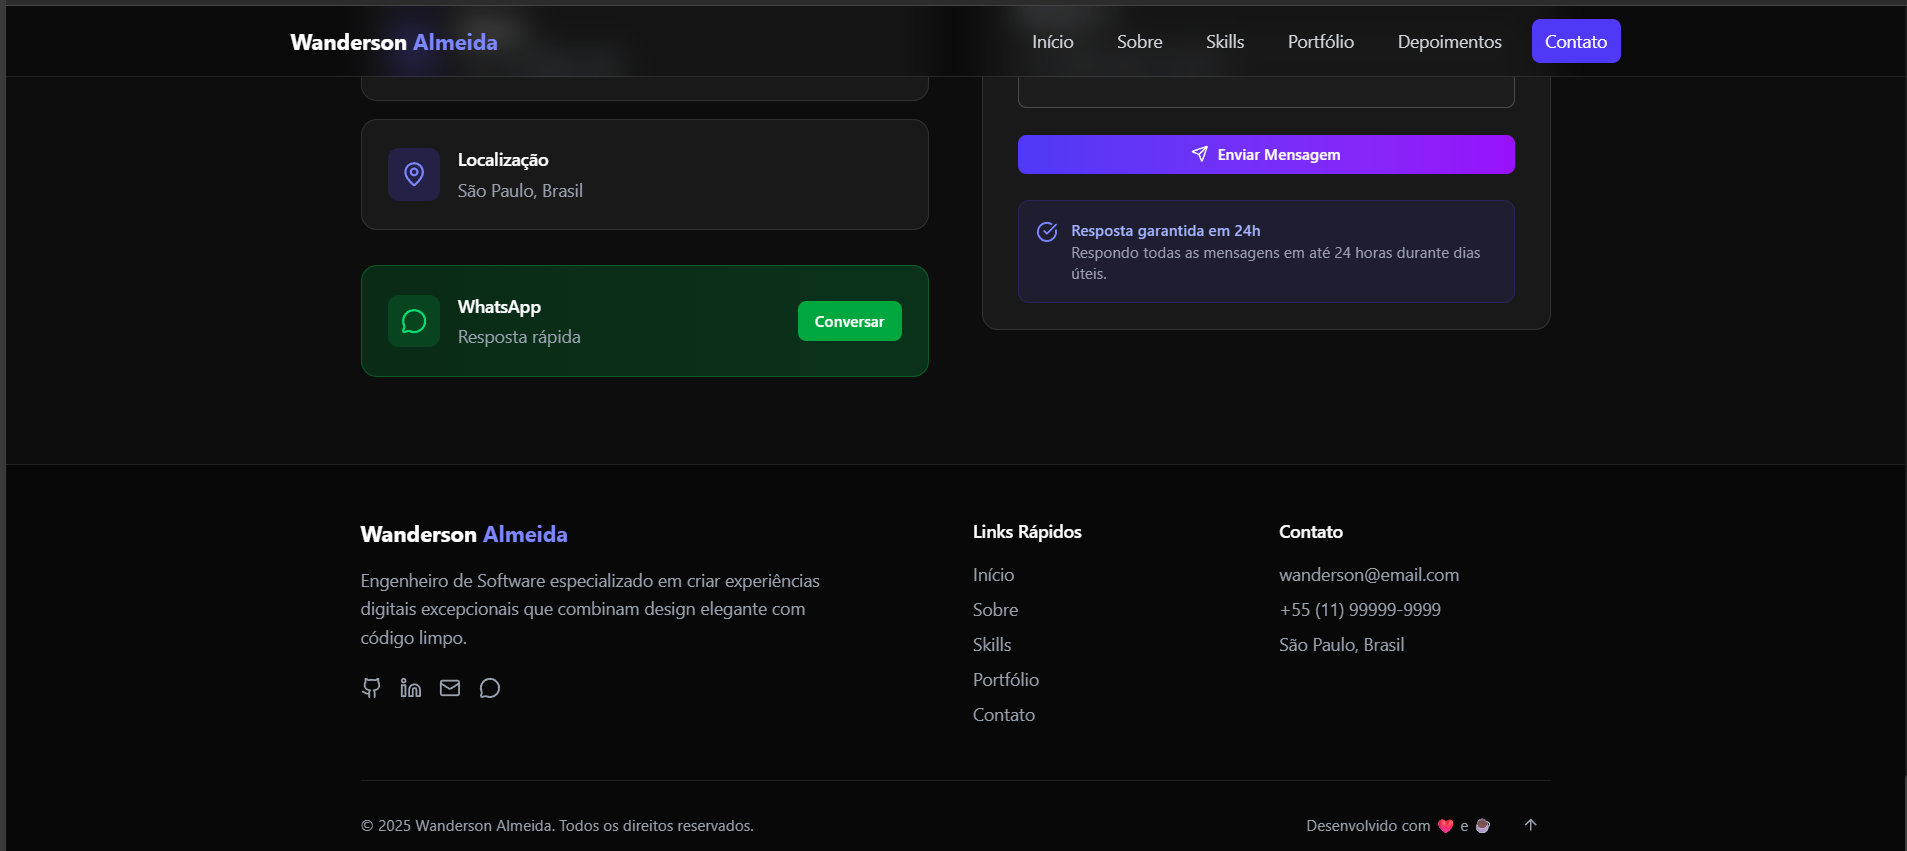 Wanderson Almeida
Início
Sobre
Skills
Portfólio
Depoimentos
Contato
Localização
São Paulo, Brasil
WhatsApp
Resposta rápida
Conversar
Enviar Mensagem
Resposta garantida em 24h
Respondo todas as mensagens em até 24 horas durante dias
úteis.
Wanderson Almeida
Engenheiro de Software especializado em criar experiências
digitais excepcionais que combinam design elegante com
código limpo.
Links Rápidos
Início
Sobre
Skills
Portfólio
Contato
Contato
wanderson@email.com
+55 (11) 99999-9999
São Paulo, Brasil
© 2025 Wanderson Almeida. Todos os direitos reservados.
Desenvolvido com ❤️ e ☕